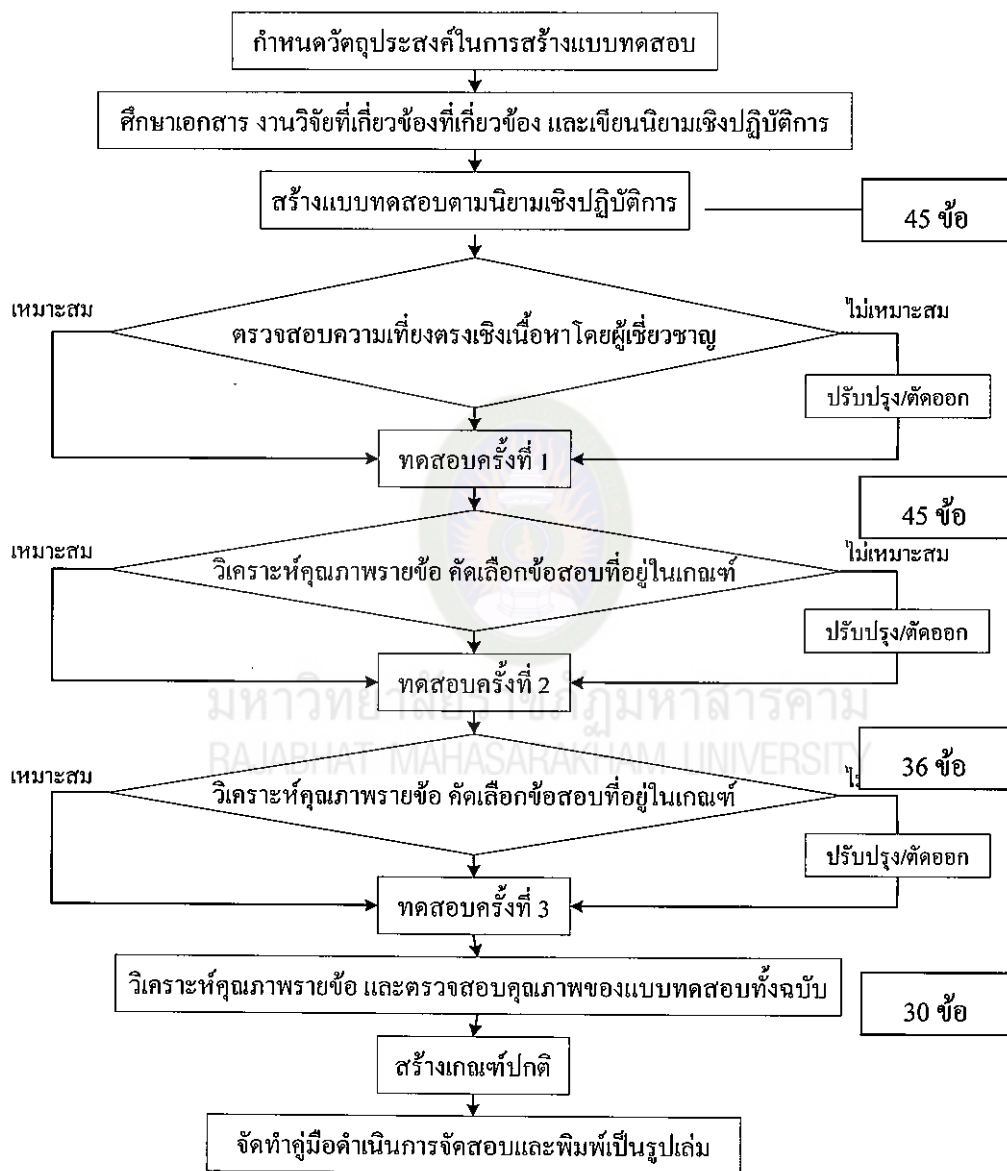 กำหนดวัตถุประสงค์ในการสร้างแบบทดสอบ
ศึกษาเอกสาร งานวิจัยที่เกี่ยวข้องที่เกี่ยวข้อง และเขียนนิยามเชิงปฏิบัติการ
สร้างแบบทดสอบตามนิยามเชิงปฏิบัติการ
45 ข้อ
เหมาะสม
ไม่เหมาะสม
ตรวจสอบความเที่ยงตรงเชิงเนื้อหาโดยผู้เชี่ยวชาญ
ปรับปรุง/ตัดออก
ทดสอบครั้งที่ 1
45 ข้อ
เหมาะสม
ไม่เหมาะสม
วิเคราะห์คุณภาพรายข้อ คัดเลือกข้อสอบที่อยู่ในเกณฑ์
ปรับปรุง/ตัดออก
ทดสอบครั้งที่ 2
มหาวิทยาลัยราชภัฏมหาสารคาม
RAJABHAT MAHASARAKHAM UNIVERSITY
36 ข้อ
เหมาะสม
วิเคราะห์คุณภาพรายข้อ คัดเลือกข้อสอบที่อยู่ในเกณฑ์
ปรับปรุง/ตัดออก
ทดสอบครั้งที่ 3
วิเคราะห์คุณภาพรายข้อ และตรวจสอบคุณภาพของแบบทดสอบทั้งฉบับ
30 ข้อ
สร้างเกณฑ์ปกติ
จัดทำคู่มือดำเนินการจัดสอบและพิมพ์เป็นรูปเล่ม